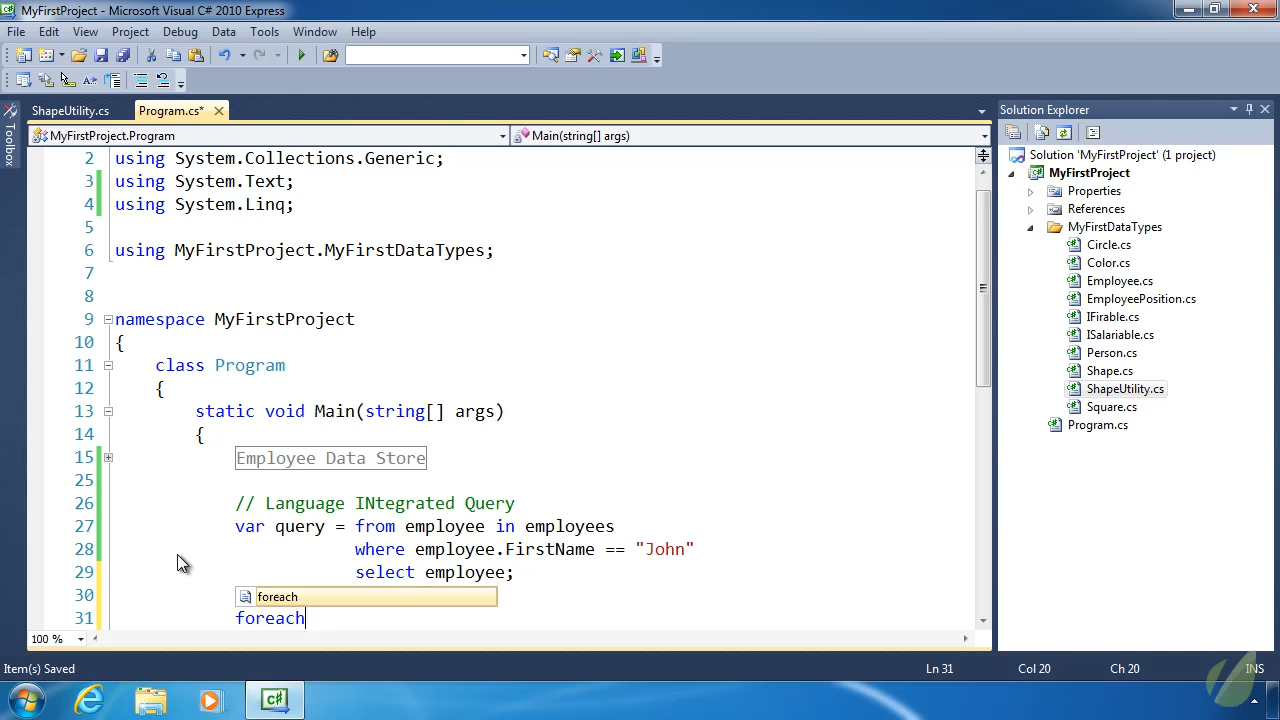 MyFirstProject - Microsoft Visual C# 2010 Express
File Edit View Project Debug Data Tools Window Help
ShapeUtility.cs Program.cs*
Solution Explorer
MyFirstProject.Program Main(string[] args)
Toolbox
2 using System.Collections.Generic;
3 using System.Text;
4 using System.Linq;
5
6 using MyFirstProject.MyFirstDataTypes;
7
8
9 namespace MyFirstProject
10 {
11 class Program
12 {
13 static void Main(string[] args)
14 {
15 Employee Data Store
25
26 // Language INtegrated Query
27 var query = from employee in employees
28 where employee.FirstName == "John"
29 select employee;
30 foreach
31 foreach
100 %
Solution 'MyFirstProject' (1 project)
MyFirstProject
Properties
References
MyFirstDataTypes
Circle.cs
Color.cs
Employee.cs
EmployeePosition.cs
IFirable.cs
ISalariable.cs
Person.cs
Shape.cs
ShapeUtility.cs
Square.cs
Program.cs
Item(s) Saved Ln 31 Col 20 Ch 20 INS
C#